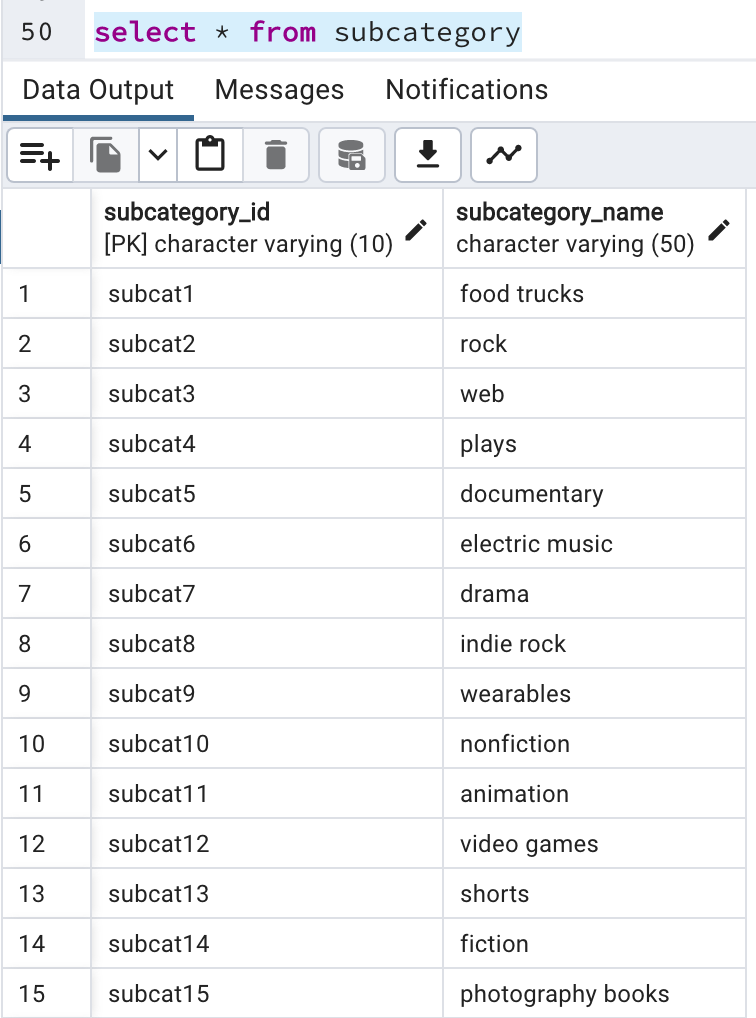 50 select * from subcategory
Data Output Messages Notifications
subcategory_id subcategory_name
[PK] character varying (10) character varying (50)
1 subcat1 food trucks
2 subcat2 rock
3 subcat3 web
4 subcat4 plays
5 subcat5 documentary
6 subcat6 electric music
7 subcat7 drama
8 subcat8 indie rock
9 subcat9 wearables
10 subcat10 nonfiction
11 subcat11 animation
12 subcat12 video games
13 subcat13 shorts
14 subcat14 fiction
15 subcat15 photography books